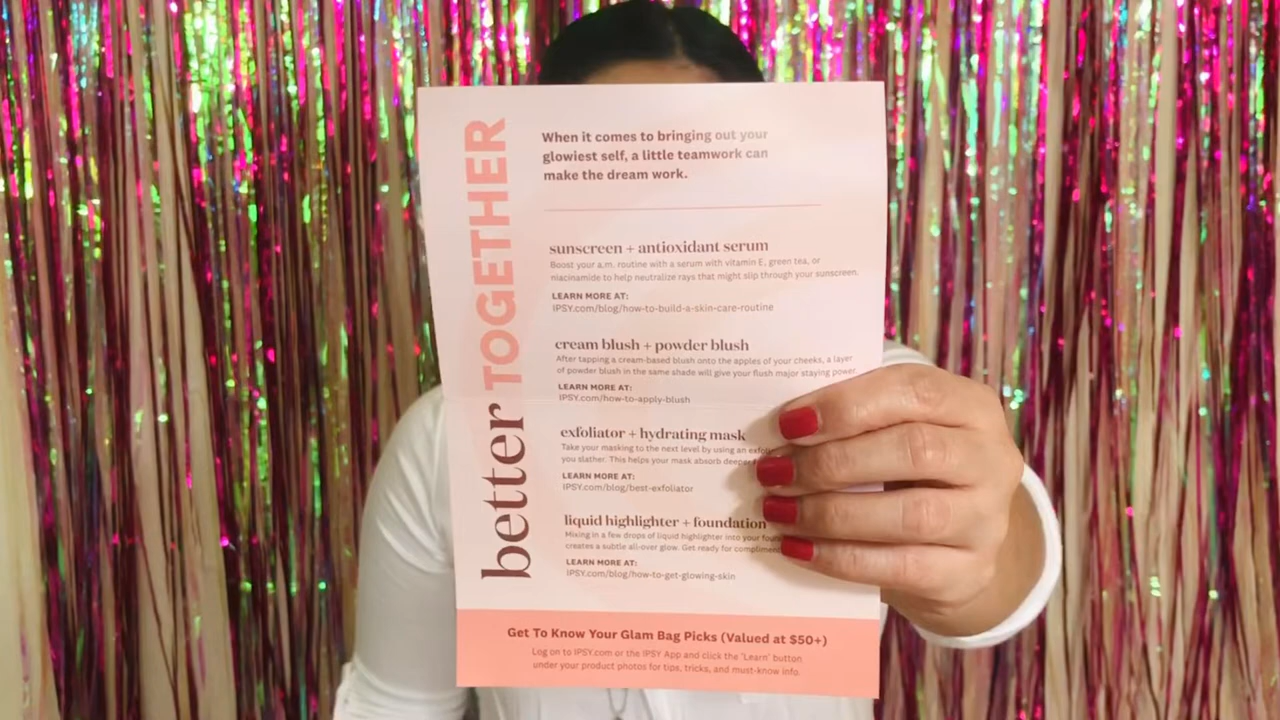 better TOGETHER
When it comes to bringing out your
glowiest self, a little teamwork can
make the dream work.
sunscreen + antioxidant serum
Boost your a.m. routine with a serum with vitamin E, green tea, or
niacinamide to help neutralize rays that might slip through your sunscreen.
LEARN MORE AT:
IPSY.com/blog/how-to-build-a-skin-care-routine
cream blush + powder blush
After tapping a cream-based blush onto the apples of your cheeks, a layer
of powder blush in the same shade will give your flush major staying power.
LEARN MORE AT:
IPSY.com/how-to-apply-blush
exfoliator + hydrating mask
Take your masking to the next level by using an
you slather. This helps your mask absorb
LEARN MORE AT:
IPSY.com/blog/best-exfoliator
liquid highlighter + foundation
Mixing in a few drops of liquid highlighter into your
creates a subtle all-over glow. Get ready for
LEARN MORE AT:
IPSY.com/blog/how-to-get-glowing-skin
Get To Know Your Glam Bag Picks (Valued at $50+)
Log on to IPSY.com or the IPSY App and click the "Learn" button
under your product photos for tips, tricks, and must-know info.